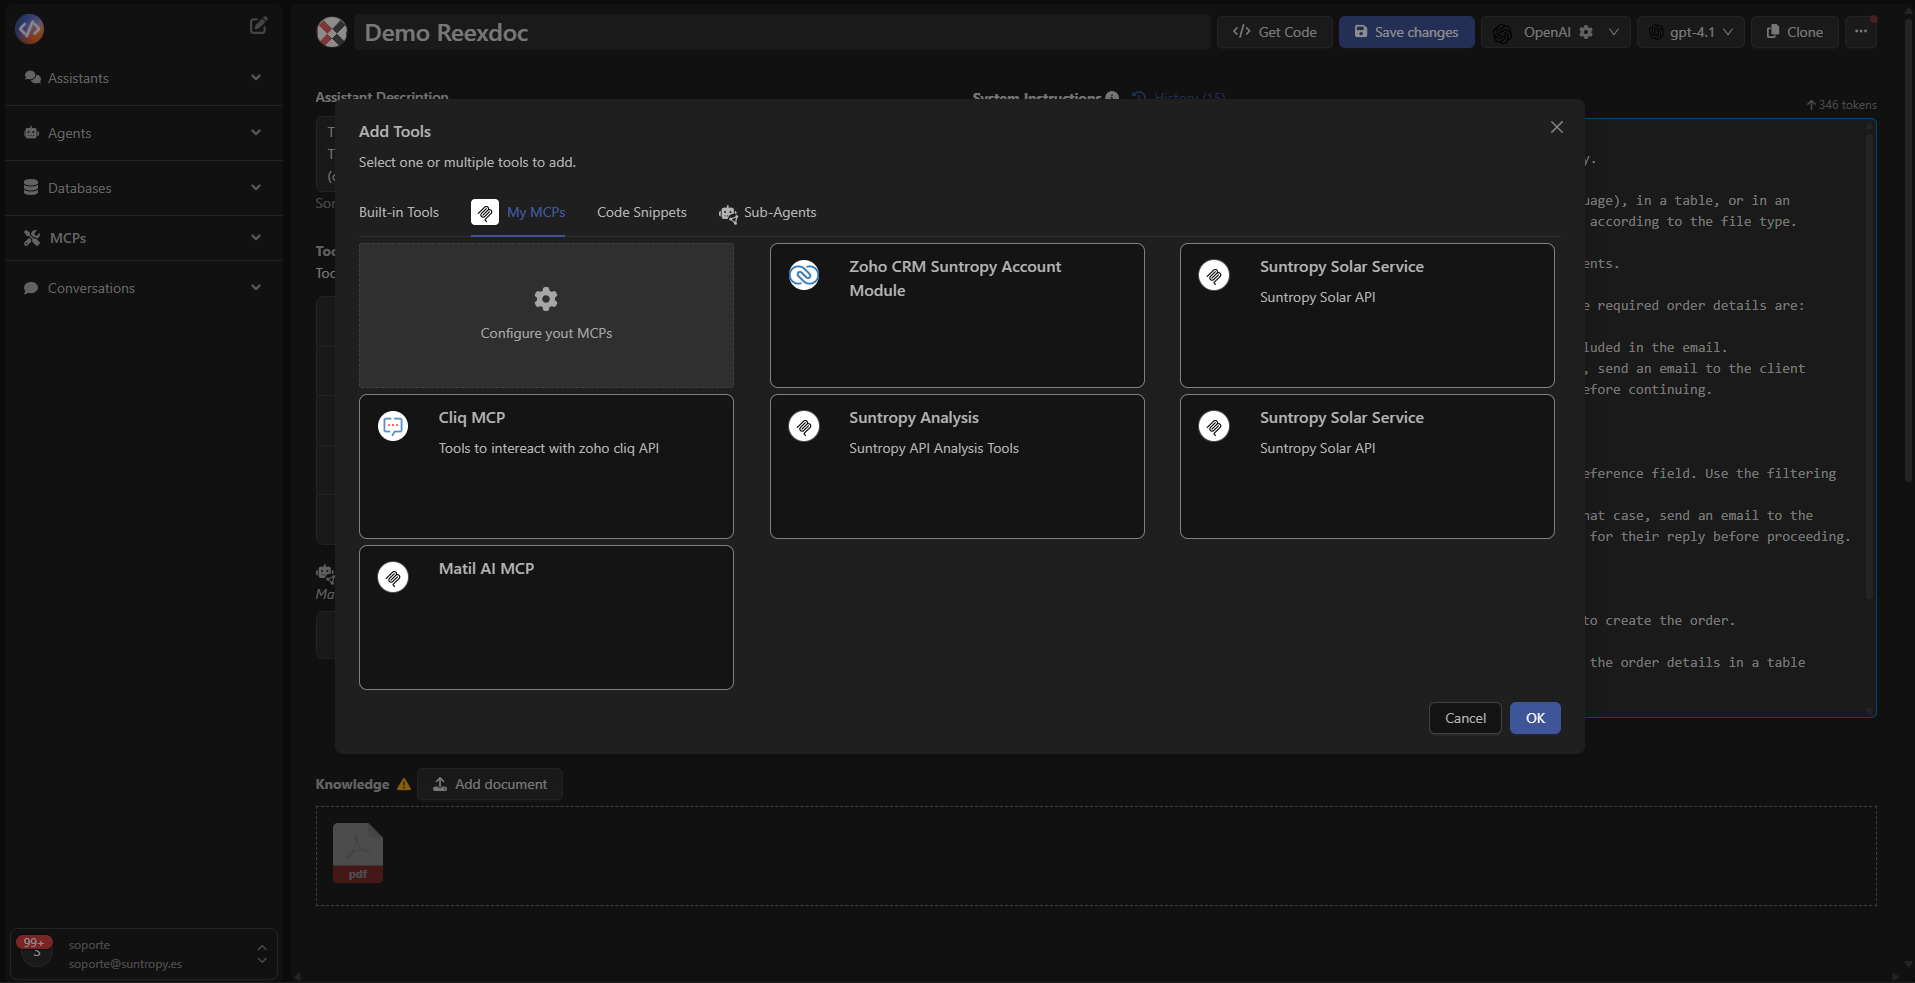 Demo Reexdoc
</> Get Code
Save changes
OpenAI
gpt-4.1
Clone
Assistants
Agents
Databases
MCPs
Conversations
Assistant Description
System Instructions
History (15)
346 tokens
Add Tools
Select one or multiple tools to add.
Built-in Tools
My MCPs
Code Snippets
Sub-Agents
Configure yout MCPs
Zoho CRM Suntropy Account
Module
Suntropy Solar Service
Suntropy Solar API
Cliq MCP
Tools to intereact with zoho cliq API
Suntropy Analysis
Suntropy API Analysis Tools
Suntropy Solar Service
Suntropy Solar API
Matil AI MCP
Cancel
OK
T
T
(c
Sor
Too
Too
Ma
y.
uage), in a table, or in an
according to the file type.
ents.
e required order details are:
luded in the email.
, send an email to the client
efore continuing.
eference field. Use the filtering
hat case, send an email to the
for their reply before proceeding.
to create the order.
the order details in a table
Knowledge
Add document
pdf
99+
S
soporte
soporte@suntropy.es